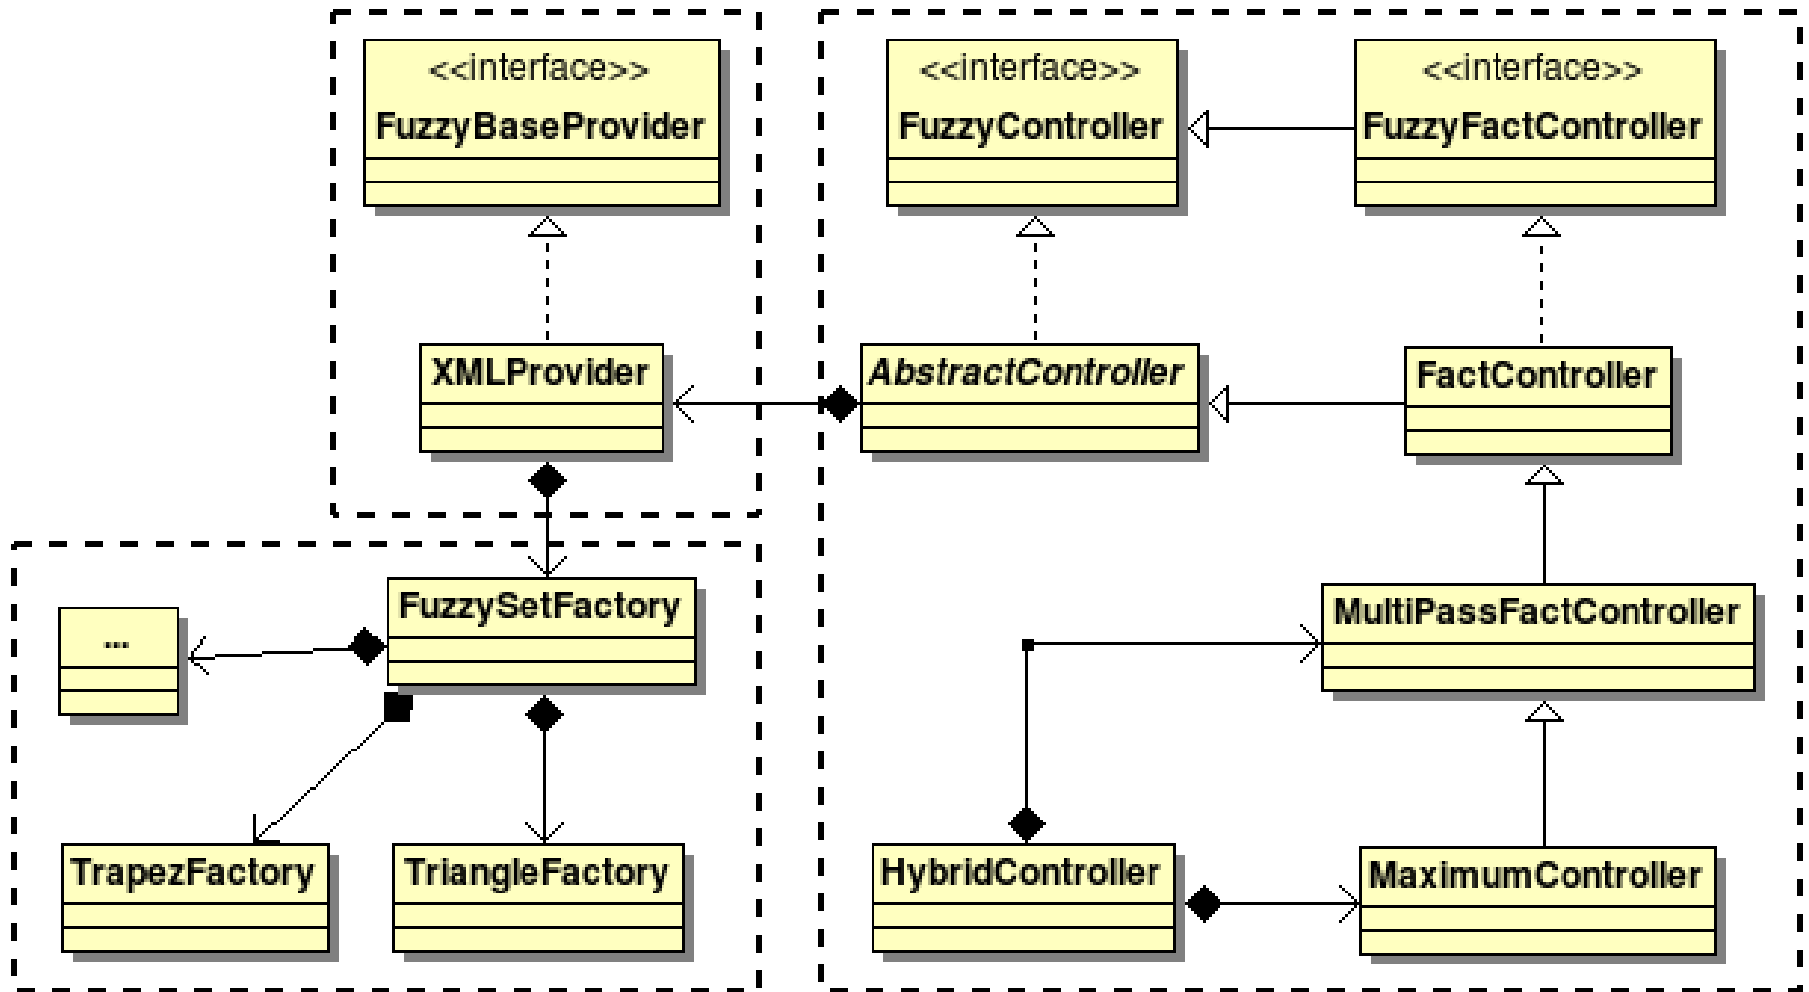 <<interface>>
FuzzyBaseProvider
<<interface>>
FuzzyController
<<interface>>
FuzzyFactController
XMLProvider
AbstractController
FactController
...
FuzzySetFactory
MultiPassFactController
TrapezFactory
TriangleFactory
HybridController
MaximumController